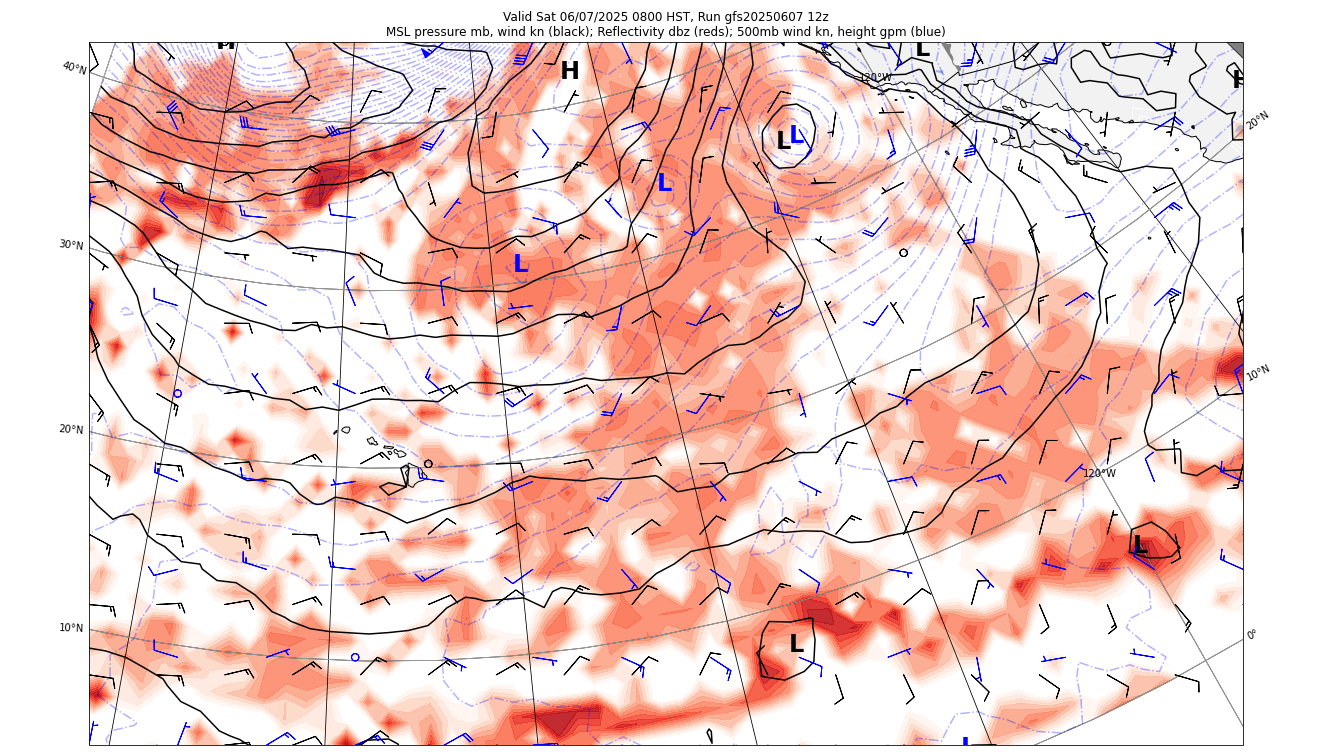 Valid Sat 06/07/2025 0800 HST, Run gfs20250607 12z
MSL pressure mb, wind kn (black); Reflectivity dbz (reds); 500mb wind kn, height gpm (blue)
H
L
40°N
H
120°W
H
20°N
L L
L
30°N
L
10°N
20°N
120°W
L
10°N
0°
L
L